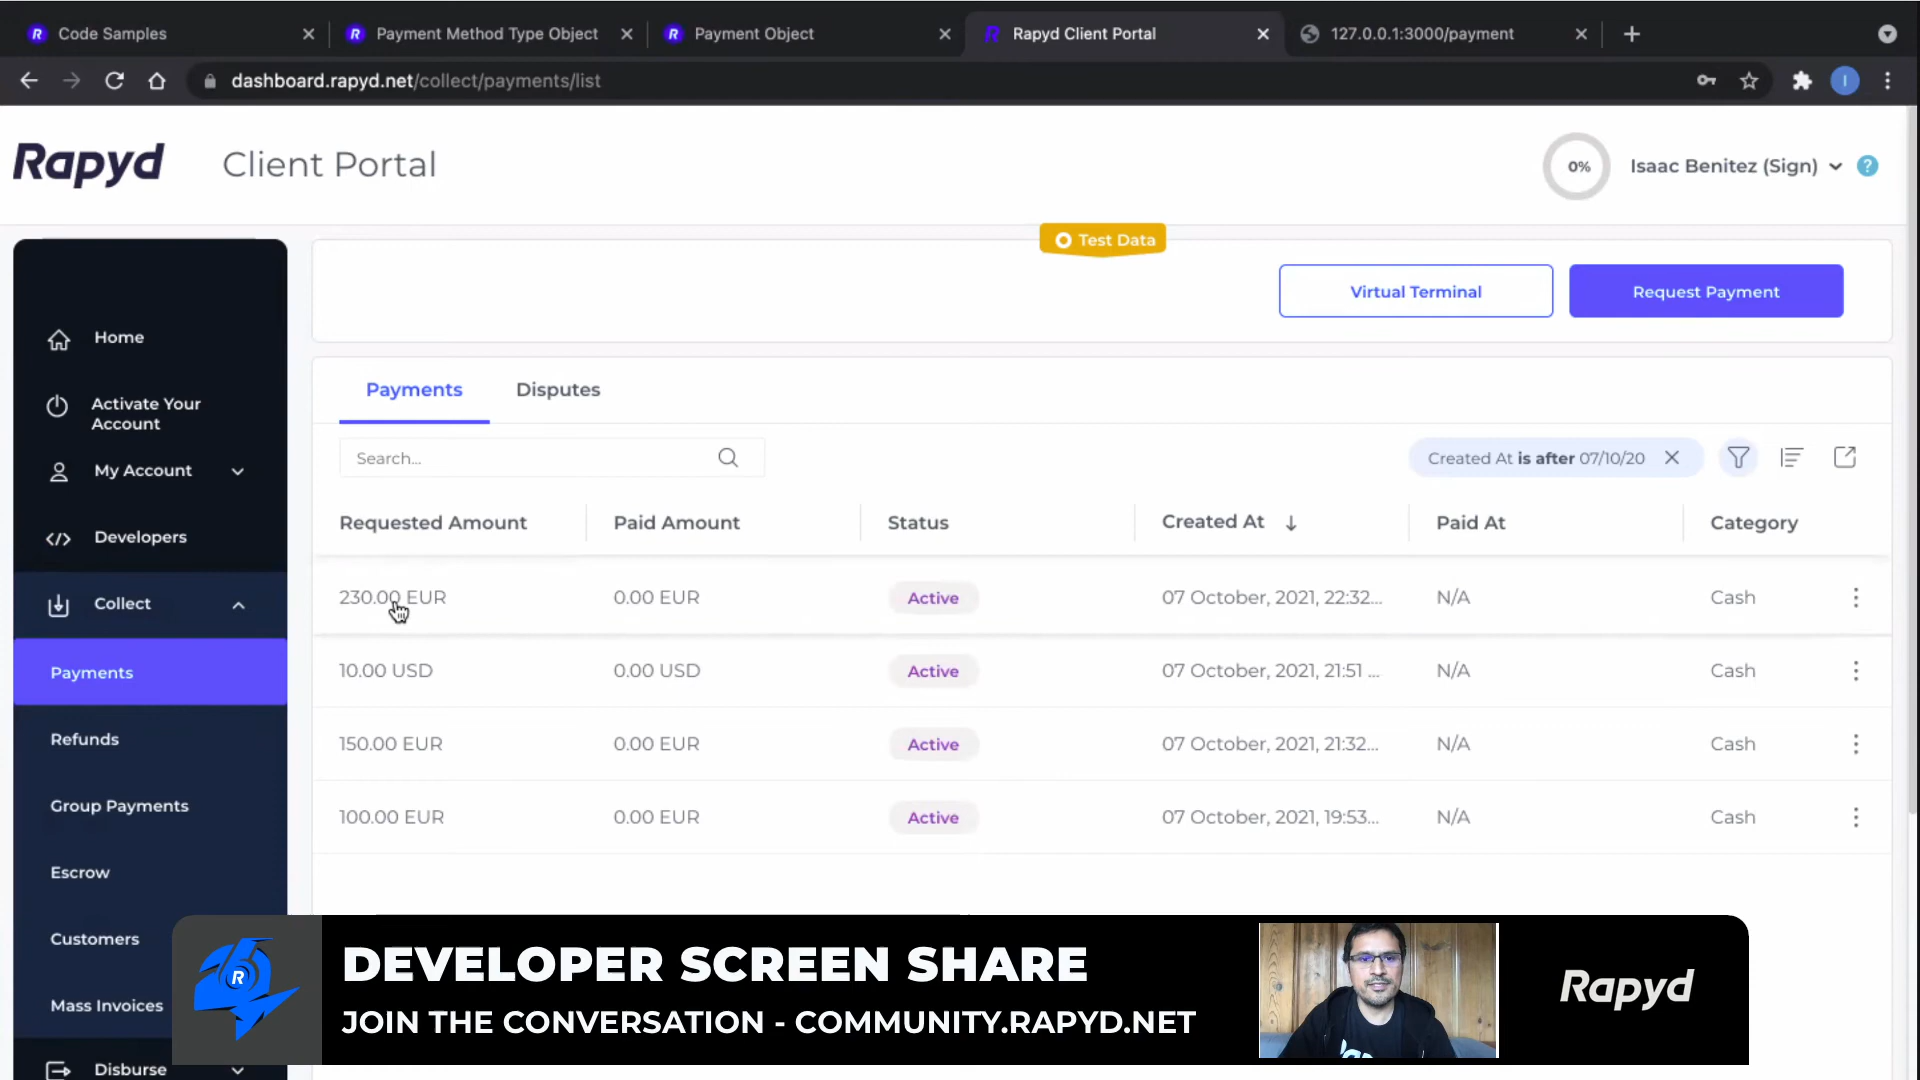 Code Samples
Payment Method Type Object
Payment Object
Rapyd Client Portal
127.0.0.1:3000/payment
dashboard.rapyd.net/collect/payments/list
I
Rapyd
Client Portal
0%
Isaac Benitez (Sign)
?
Test Data
Virtual Terminal
Request Payment
Home
Activate Your
Account
My Account
Developers
Collect
Payments
Refunds
Group Payments
Escrow
Customers
Mass Invoices
Disburse
Payments Disputes
Search...
Created At is after 07/10/20
Requested Amount Paid Amount Status Created At Paid At Category
230.00 EUR 0.00 EUR Active 07 October, 2021, 22:32... N/A Cash
10.00 USD 0.00 USD Active 07 October, 2021, 21:51 ... N/A Cash
150.00 EUR 0.00 EUR Active 07 October, 2021, 21:32... N/A Cash
100.00 EUR 0.00 EUR Active 07 October, 2021, 19:53... N/A Cash
R
DEVELOPER SCREEN SHARE
JOIN THE CONVERSATION - COMMUNITY.RAPYD.NET
Rapyd